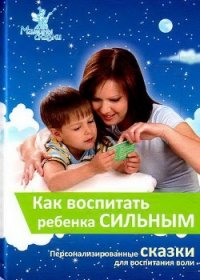 Мамины
сказки
Как воспитать
ребенка СИЛЬНЫМ
Персонализированные сказки
для воспитания воли